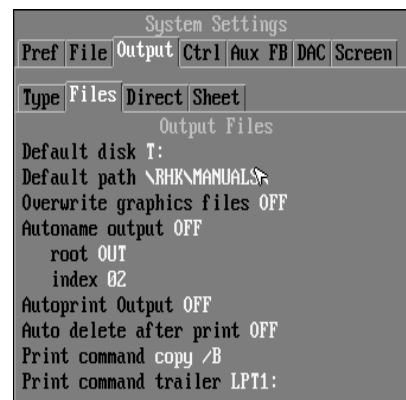 System Settings
Pref File Output Ctrl Aux FB DAC Screen
Type Files Direct Sheet
Output Files
Default disk T:
Default path \RHK\MANUALS\
Overwrite graphics files OFF
Autoname output OFF
root OUT
index 02
Autoprint Output OFF
Auto delete after print OFF
Print command copy /B
Print command trailer LPT1: